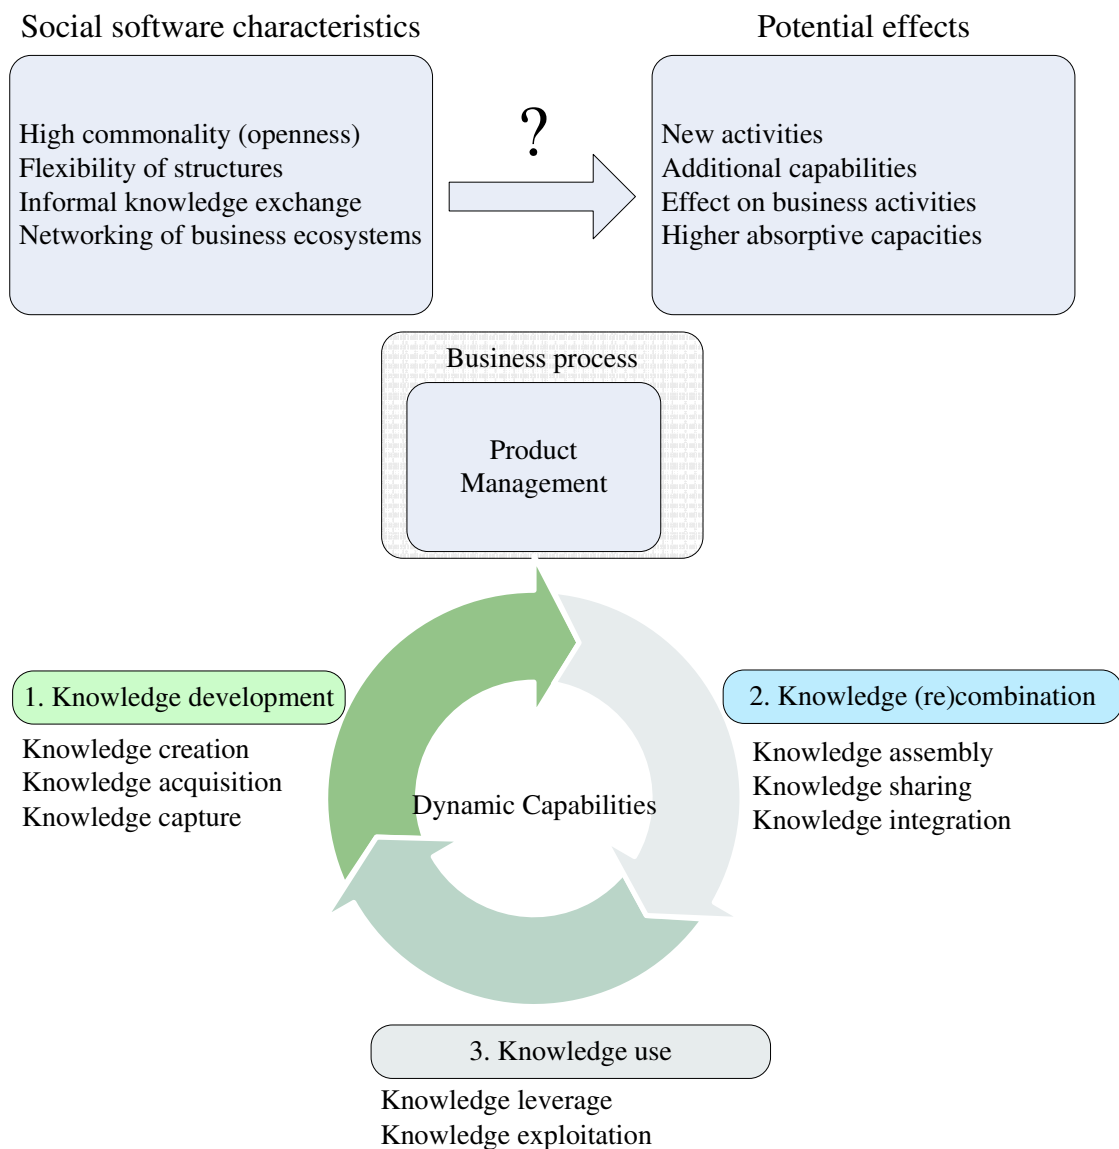 Social software characteristics
Potential effects
High commonality (openness)
Flexibility of structures
Informal knowledge exchange
Networking of business ecosystems
?
New activities
Additional capabilities
Effect on business activities
Higher absorptive capacities
Business process
Product
Management
1. Knowledge development
Knowledge creation
Knowledge acquisition
Knowledge capture
Dynamic Capabilities
2. Knowledge (re)combination
Knowledge assembly
Knowledge sharing
Knowledge integration
3. Knowledge use
Knowledge leverage
Knowledge exploitation